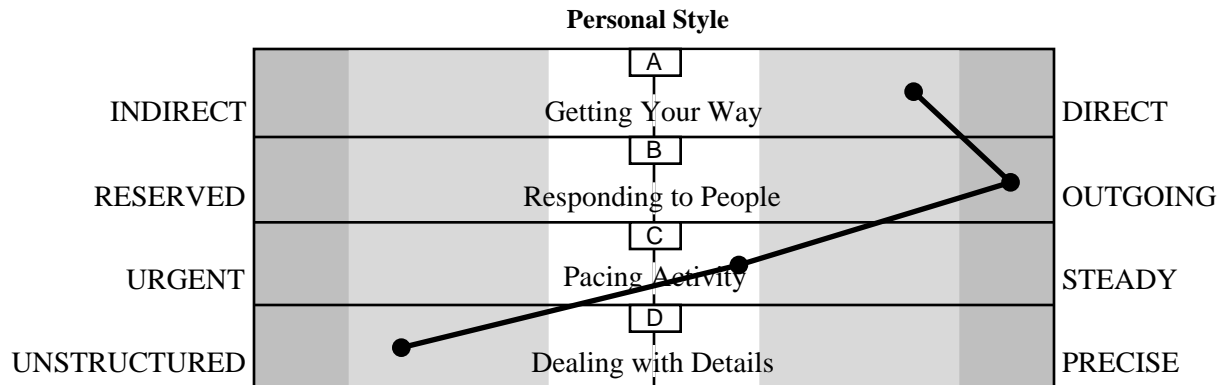 Personal Style
A
INDIRECT Getting Your Way DIRECT
B
RESERVED Responding to People OUTGOING
C
URGENT Pacing Activity STEADY
D
UNSTRUCTURED Dealing with Details PRECISE